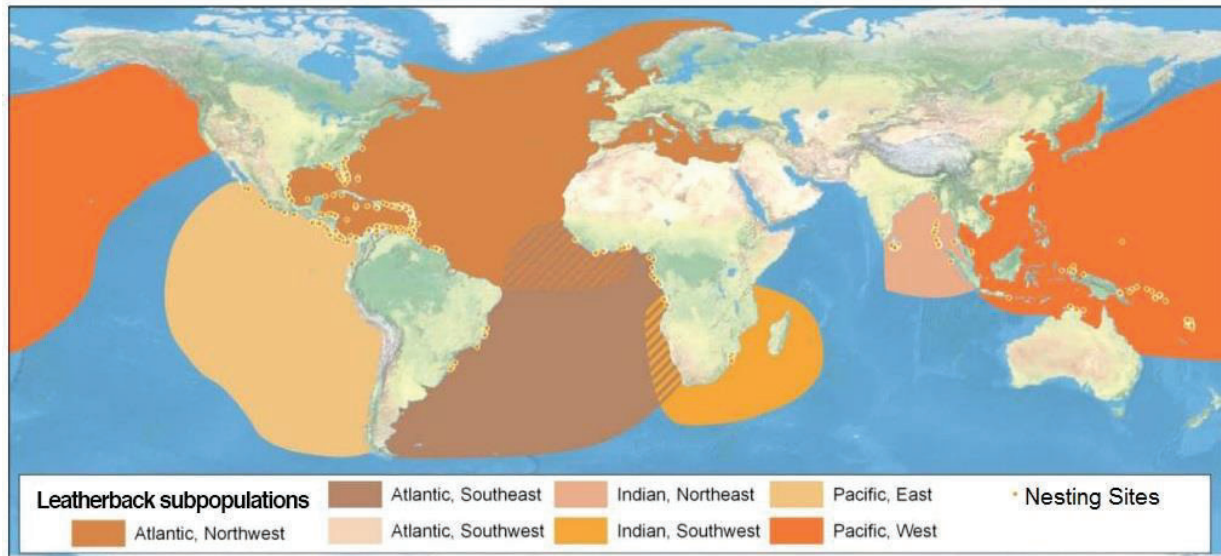 Leatherback subpopulations
Atlantic, Northwest
Atlantic, Southeast
Atlantic, Southwest
Indian, Northeast
Indian, Southwest
Pacific, East
Pacific, West
Nesting Sites